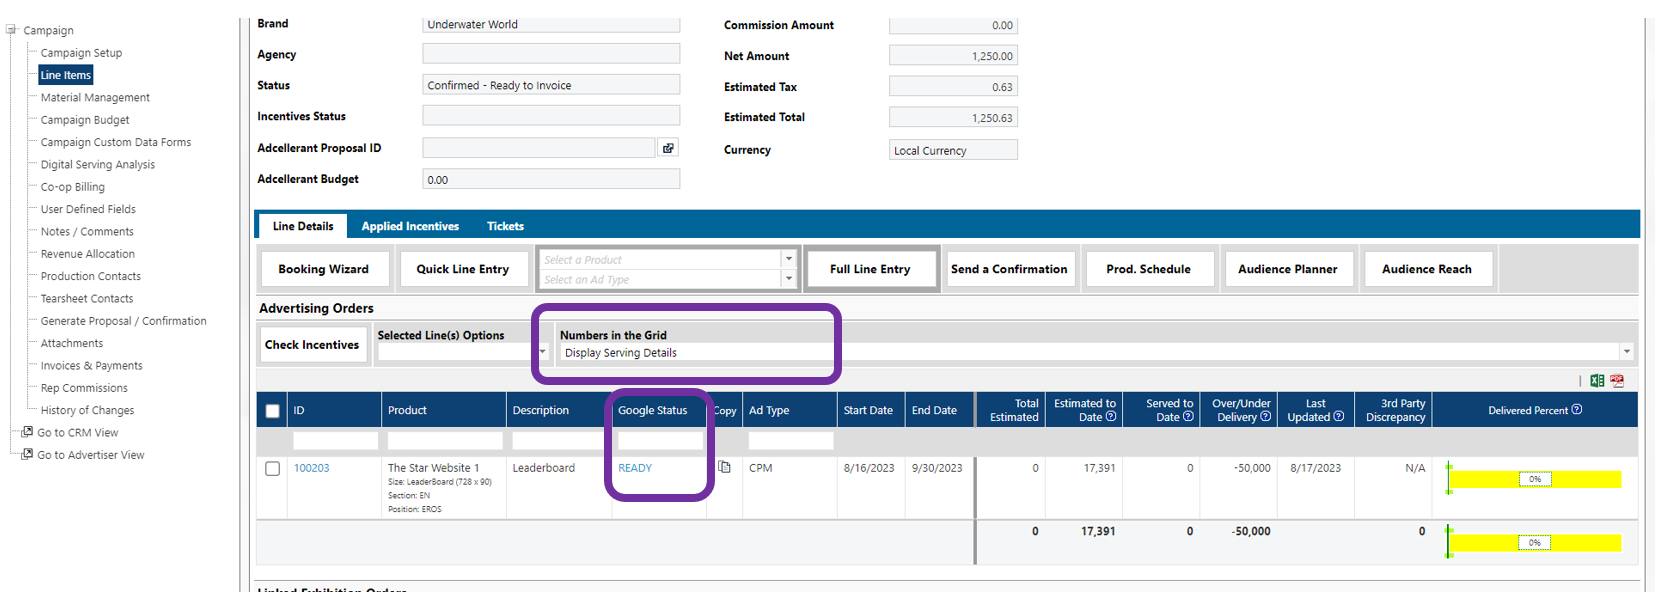 Campaign
Campaign Setup
Line Items
Material Management
Campaign Budget
Campaign Custom Data Forms
Digital Serving Analysis
Co-op Billing
User Defined Fields
Notes / Comments
Revenue Allocation
Production Contacts
Tearsheet Contacts
Generate Proposal / Confirmation
Attachments
Invoices & Payments
Rep Commissions
History of Changes
Go to CRM View
Go to Advertiser View
Brand Underwater World
Agency
Status Confirmed - Ready to Invoice
Incentives Status
Adcellerant Proposal ID
Adcellerant Budget 0.00
Commission Amount 0.00
Net Amount 1,250.00
Estimated Tax 0.63
Estimated Total 1,250.63
Currency Local Currency
Line Details Applied Incentives Tickets
Booking Wizard Quick Line Entry Select a Product Select an Ad Type Full Line Entry Send a Confirmation Prod. Schedule Audience Planner Audience Reach
Advertising Orders
Check Incentives Selected Line(s) Options Numbers in the Grid
Display Serving Details
PDF
ID Product Description Google Status Copy Ad Type Start Date End Date Total Estimated Estimated to Date Served to Date Over/Under Delivery Last Updated 3rd Party Discrepancy Delivered Percent
100203 The Star Website 1 Leaderboard READY CPM 8/16/2023 9/30/2023 0 17,391 0 -50,000 8/17/2023 N/A 0%
Size: LeaderBoard (728 x 90)
Section: EN
Position: EROS
0 17,391 0 -50,000 0 0%
Linked Exhibition Orders